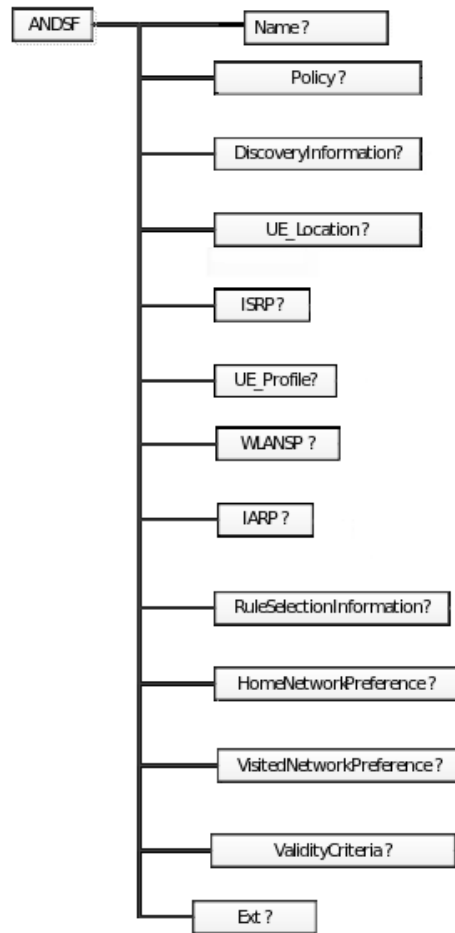 ANDSF
Name?
Policy ?
DiscoveryInformation?
UE_Location ?
ISRP ?
UE_Profile?
WLANSP ?
IARP ?
RuleSelectionInformation?
HomeNetworkPreference ?
VisitedNetworkPreference ?
ValidityCriteria ?
Ext ?